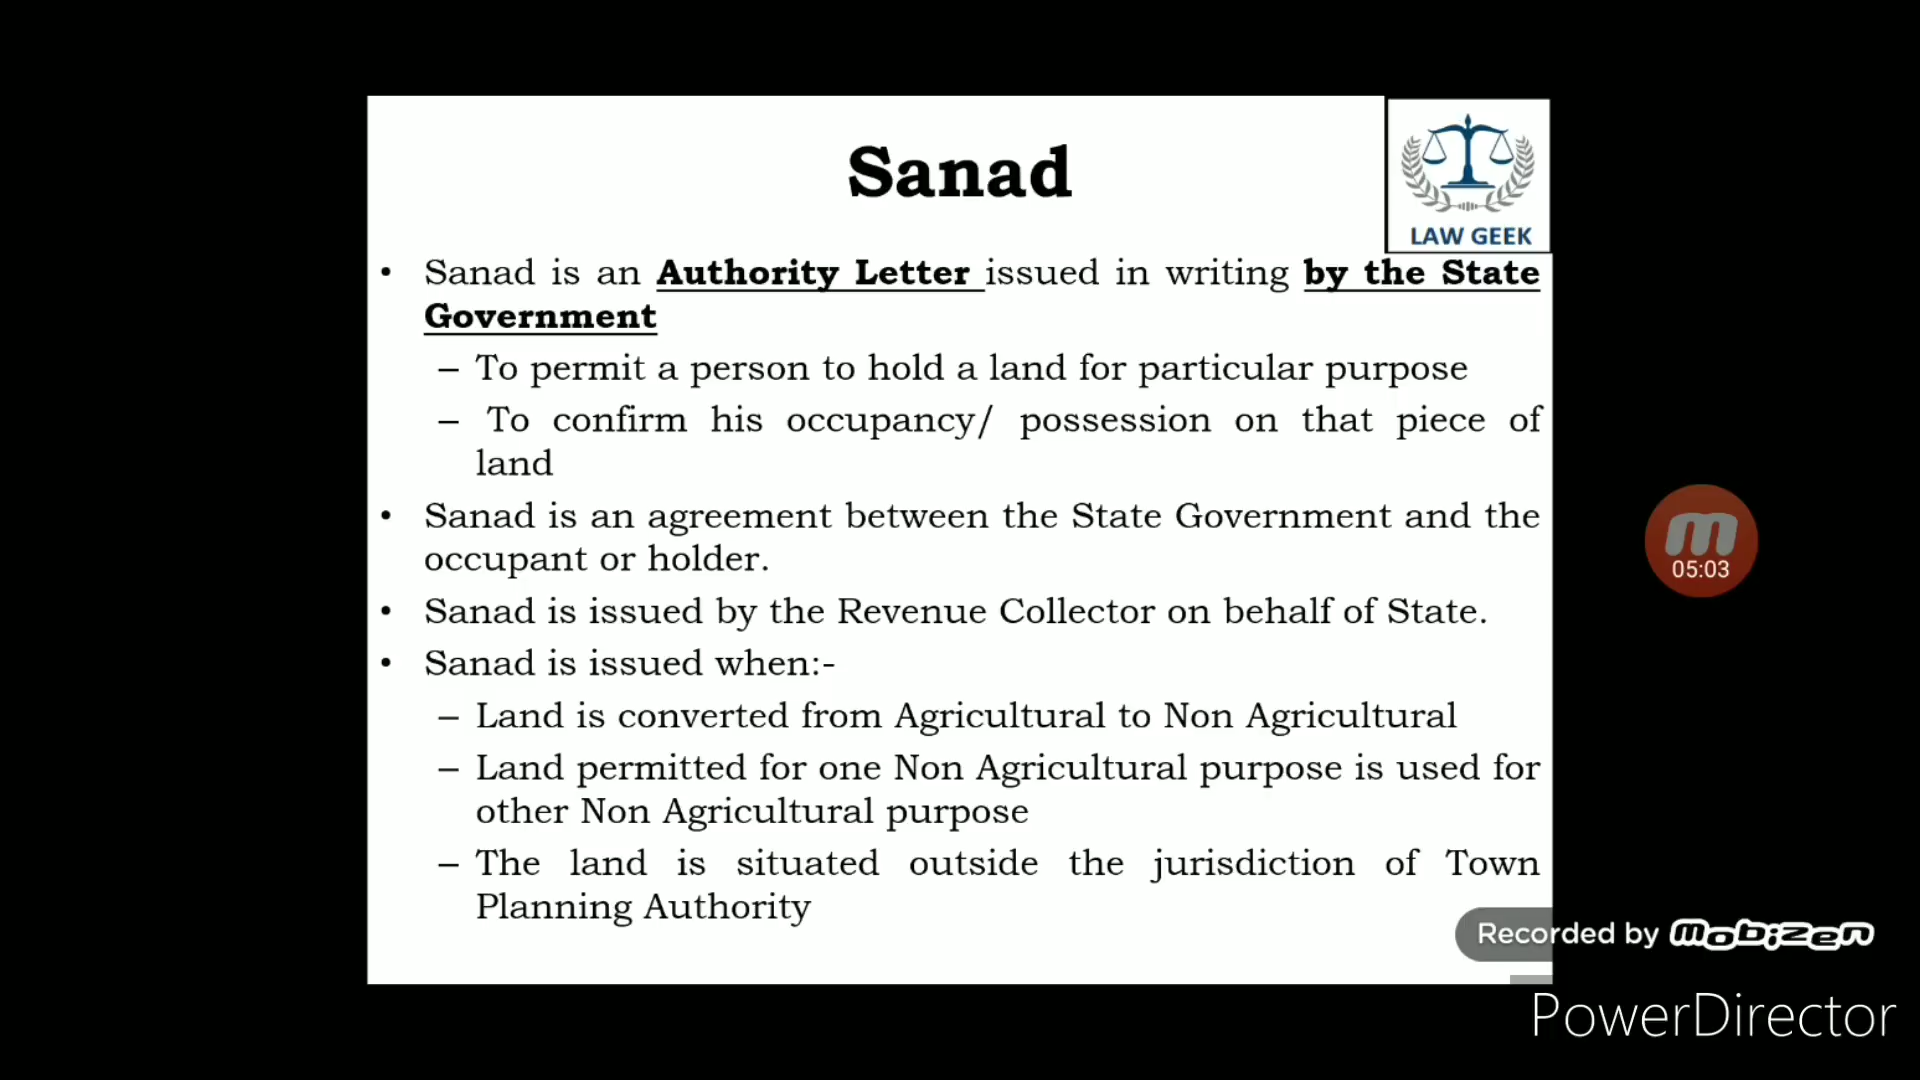 Sanad
LAW GEEK
• Sanad is an Authority Letter issued in writing by the State
Government
– To permit a person to hold a land for particular purpose
– To confirm his occupancy/ possession on that piece of
land
• Sanad is an agreement between the State Government and the
occupant or holder.
• Sanad is issued by the Revenue Collector on behalf of State.
• Sanad is issued when:-
– Land is converted from Agricultural to Non Agricultural
– Land permitted for one Non Agricultural purpose is used for
other Non Agricultural purpose
– The land is situated outside the jurisdiction of Town
Planning Authority
05:03
Recorded by mobizen
PowerDirector